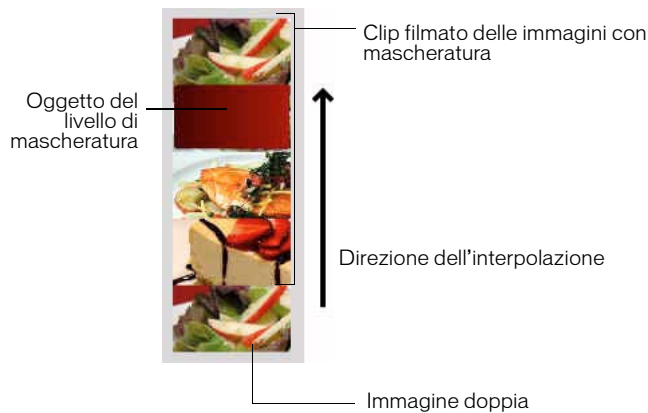 Clip filmato delle immagini con
mascheratura
Oggetto del
livello di
mascheratura
Direzione dell'interpolazione
Immagine doppia